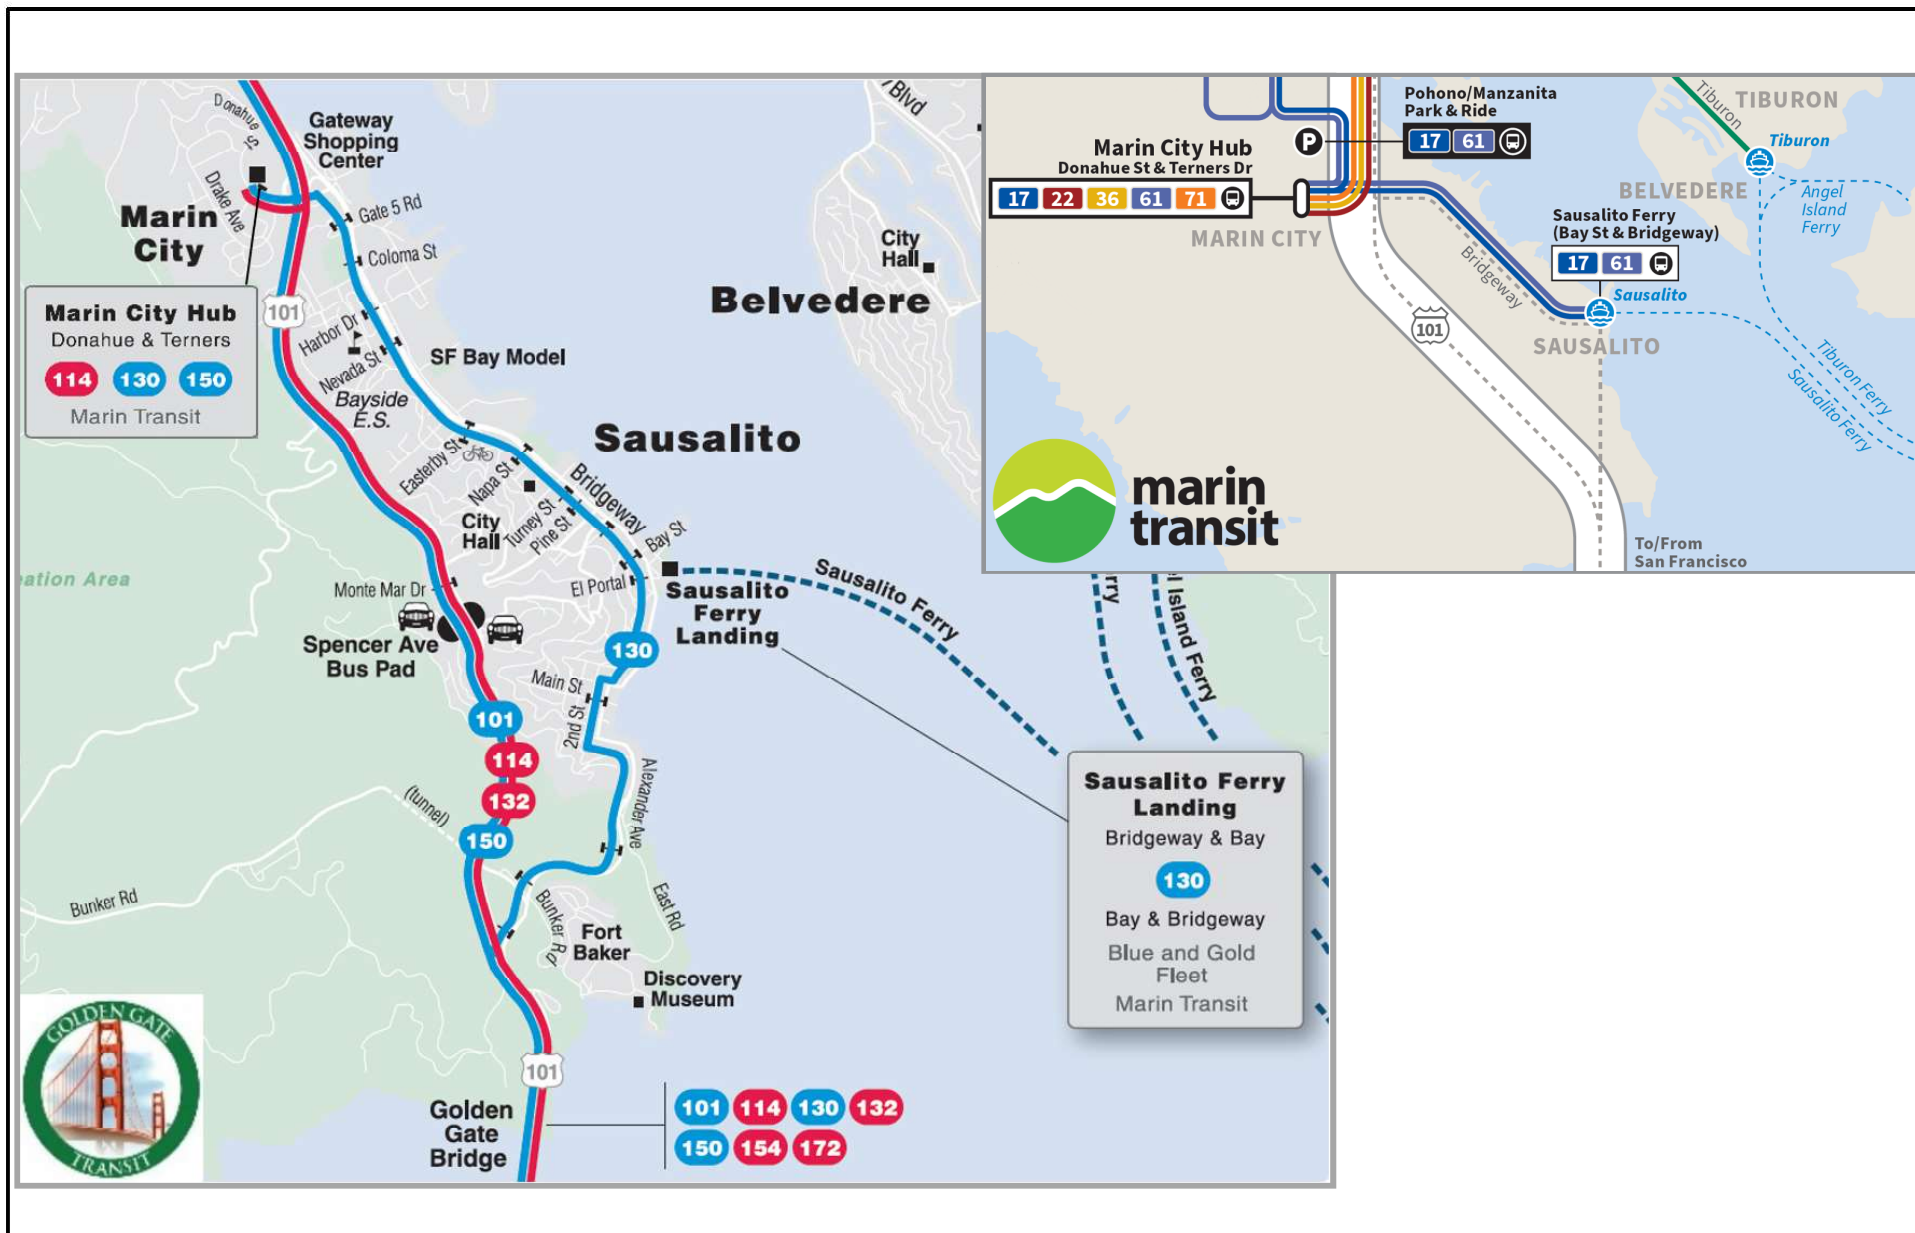 Donahue St
Gateway
Shopping
Center
Drake Ave
Marin
City
Gate 5 Rd
Coloma St
Marin City Hub
Donahue & Terners
114 130 150
Marin Transit
101
Harbor Dr
Nevada St
Bayside
E.S.
SF Bay Model
Belvedere
City
Hall
Sausalito
Easterby St
Napa St
City
Hall
Turney St
Pine St
Bridgeway
Bay St
El Portal
Monte Mar Dr
Spencer Ave
Bus Pad
Sausalito
Ferry
Landing
Sausalito Ferry
130
Main St
2nd St
Alexander Ave
101
114
132
150
(tunnel)
Bunker Rd
Bunker Rd
East Rd
Fort
Baker
Discovery
Museum
101
Golden
Gate
Bridge
101 114 130 132
150 154 172
GOLDEN GATE
TRANSIT
Island Ferry
Sausalito Ferry
Landing
Bridgeway & Bay
130
Bay & Bridgeway
Blue and Gold
Fleet
Marin Transit
Pohono/Manzanita
Park & Ride
17 61
P
Marin City Hub
Donahue St & Terners Dr
17 22 36 61 71
MARIN CITY
Bridgeway
101
Tiburon
TIBURON
Tiburon
BELVEDERE
Angel
Island
Ferry
Sausalito Ferry
(Bay St & Bridgeway)
17 61
Sausalito
SAUSALITO
Tiburon Ferry
Sausalito Ferry
To/From
San Francisco
marin
transit